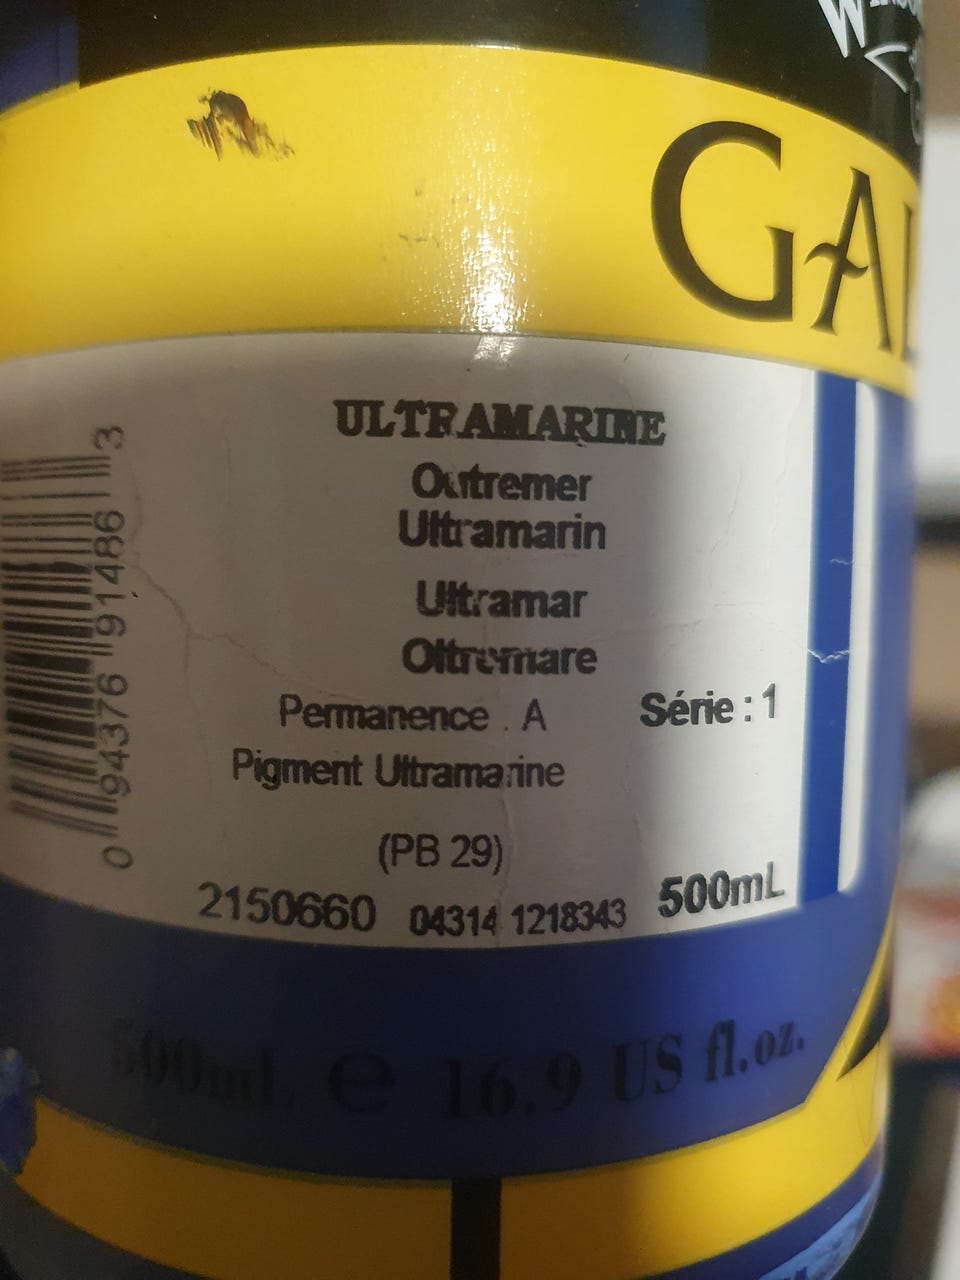 GAL
ULTRAMARINE
Outremer
Ultramarin
Ultramar
Oltremare
Permanence . A Série : 1
Pigment Ultramarine
(PB 29)
2150660 04314 1218343 500mL
0 94376 91486 3
500mL e 16.9 US fl.oz.